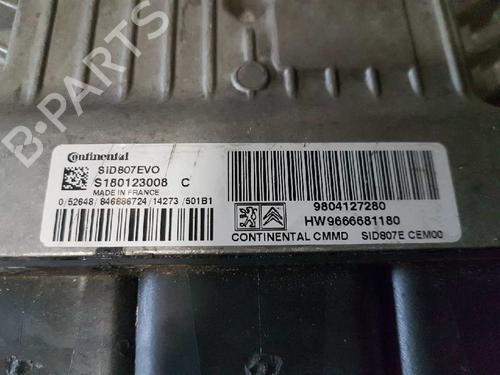 B-PARTS
Continental
SID807EVO
S180123008 C
MADE IN FRANCE
0/52648/846886724/14273/501B1
9804127280
HW9666681180
CONTINENTAL CMMD SID807E CEM00